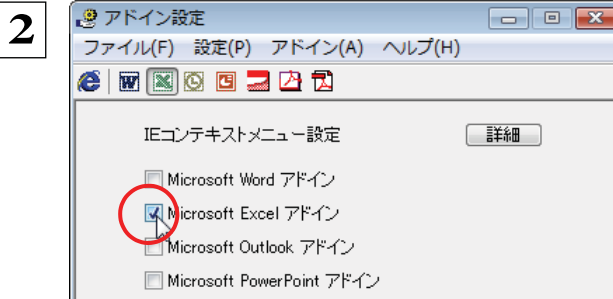 2
アドイン設定
ファイル(F) 設定(P) アドイン(A) ヘルプ(H)
IEコンテキストメニュー設定 詳細
Microsoft Word アドイン
Microsoft Excel アドイン
Microsoft Outlook アドイン
Microsoft PowerPoint アドイン